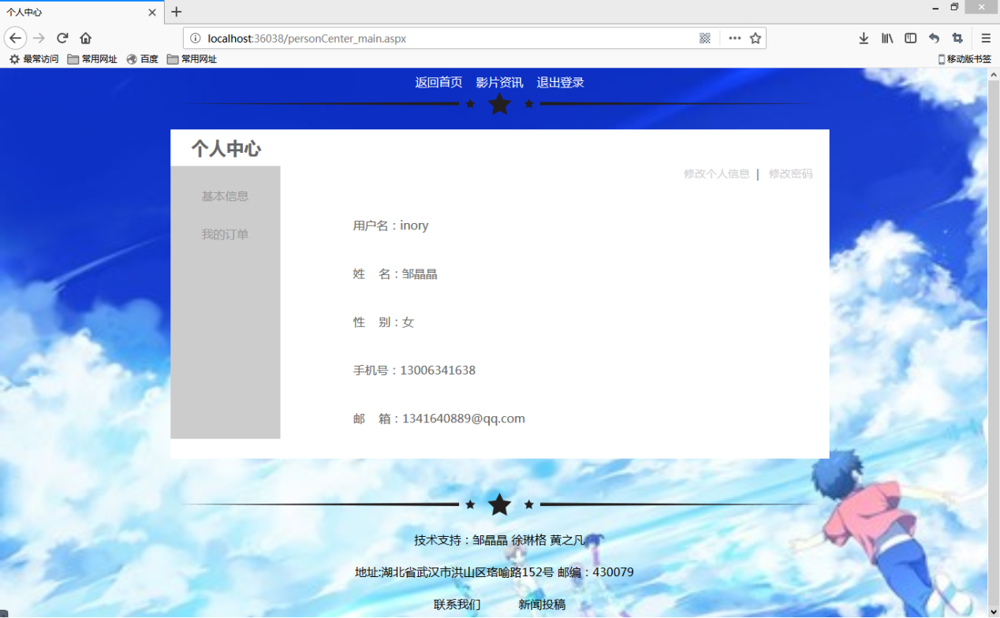 个人中心
localhost:36038/personCenter_main.aspx
最常访问 常用网址 百度 常用网址 移动版书签
返回首页 影片资讯 退出登录
个人中心
修改个人信息 | 修改密码
基本信息
我的订单
用户名：inory
姓 名：邹晶晶
性 别：女
手机号：13006341638
邮 箱：1341640889@qq.com
技术支持：邹晶晶 徐琳格 黄之凡
地址:湖北省武汉市洪山区珞喻路152号 邮编：430079
联系我们 新闻投稿